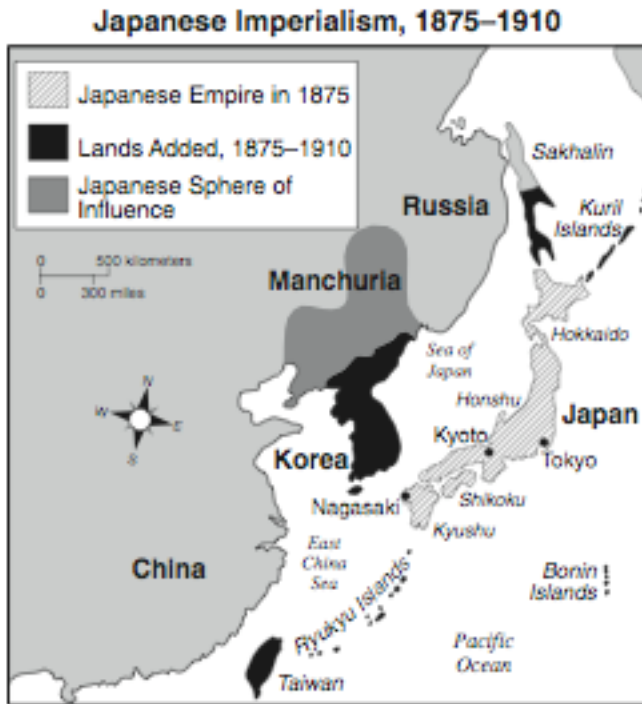 Japanese Imperialism, 1875–1910
Japanese Empire in 1875
Lands Added, 1875–1910
Japanese Sphere of
Influence
0 500 kilometers
0 300 miles
N
W
E
S
Russia
Sakhalin
Kuril
Islands
Manchuria
Hokkaido
Sea of
Japan
Honshu
Japan
Kyoto
Tokyo
Korea
Nagasaki
Shikoku
Kyushu
China
East
China
Sea
Ryukyu Islands
Bonin
Islands
Pacific
Ocean
Taiwan